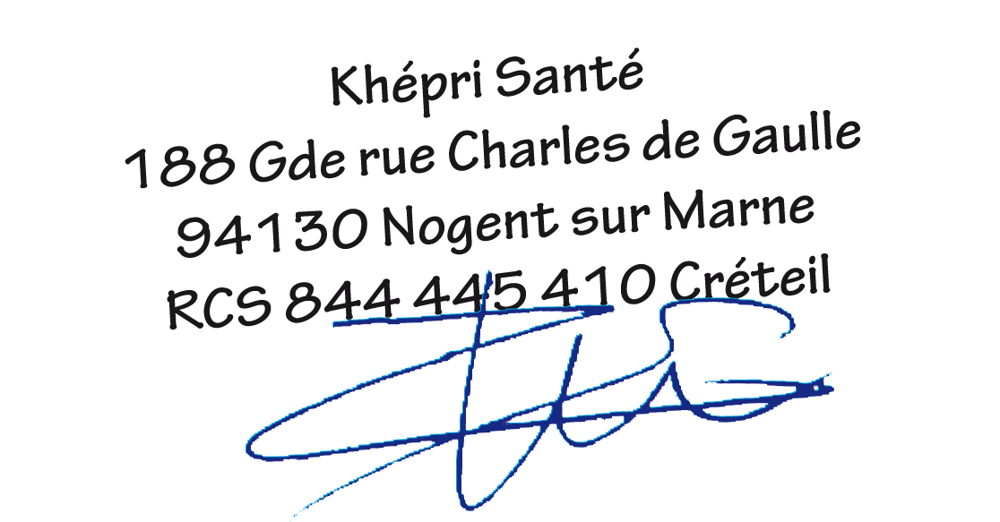 Khépri Santé
188 Gde rue Charles de Gaulle
94130 Nogent sur Marne
RCS 844 445 410 Créteil